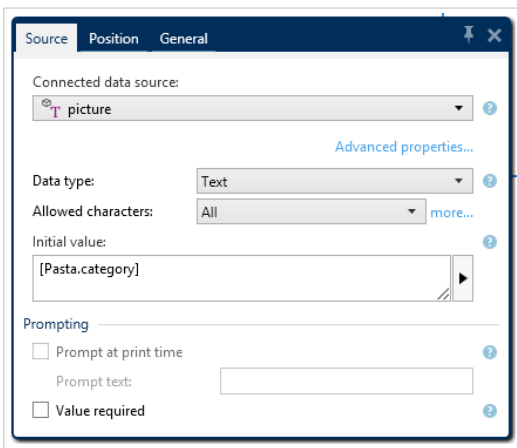 Source Position General
Connected data source:
T picture
Advanced properties...
Data type: Text
Allowed characters: All more...
Initial value:
[Pasta.category]
Prompting
Prompt at print time
Prompt text:
Value required